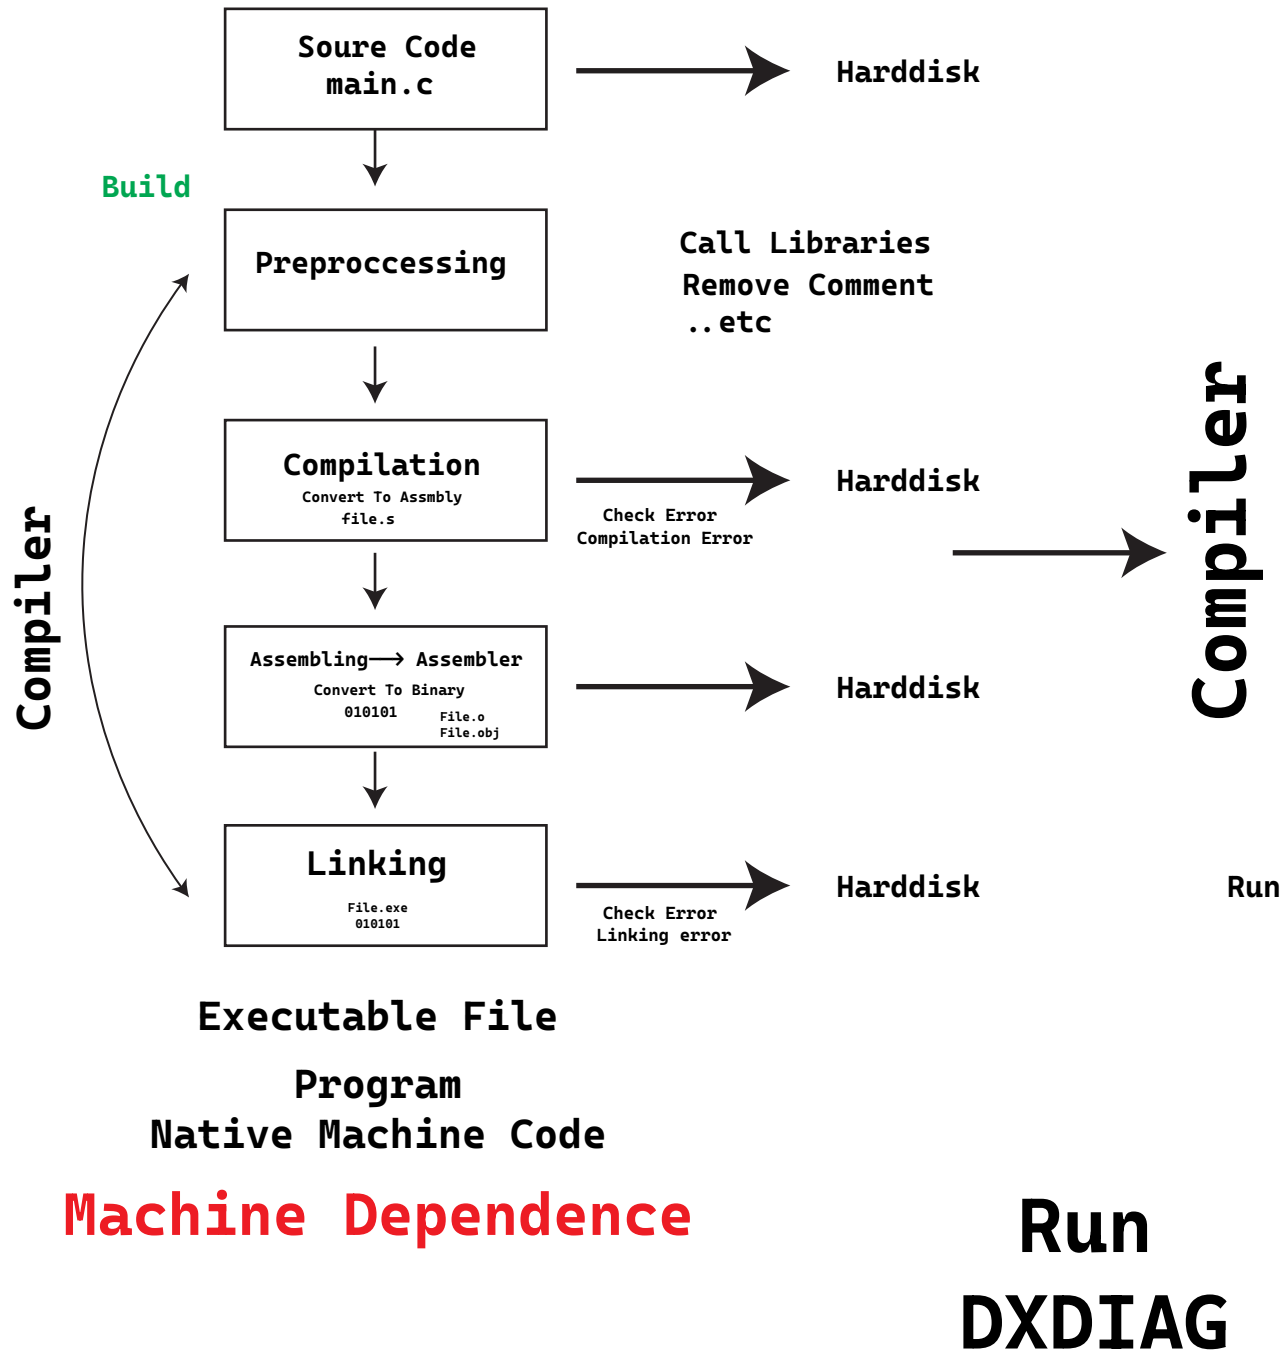 Soure Code
main.c
Harddisk
Build
Preproccessing
Call Libraries
Remove Comment
..etc
Compilation
Convert To Assmbly
file.s
Harddisk
Check Error
Compilation Error
Compiler
Compiler
Assembling→ Assembler
Convert To Binary
010101
File.o
File.obj
Harddisk
Linking
File.exe
010101
Harddisk
Run
Check Error
Linking error
Executable File
Program
Native Machine Code
Machine Dependence
Run
DXDIAG